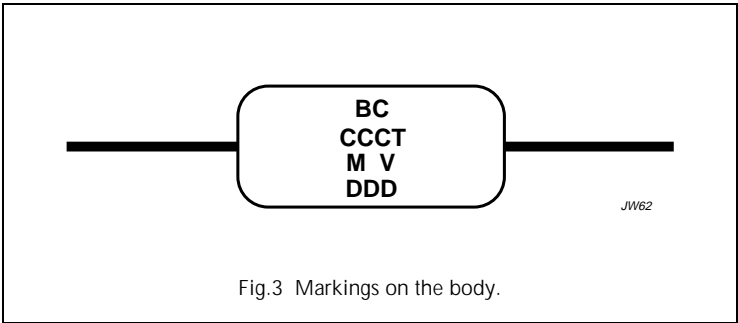 BC
CCCT
M V
DDD
JW62
Fig.3 Markings on the body.